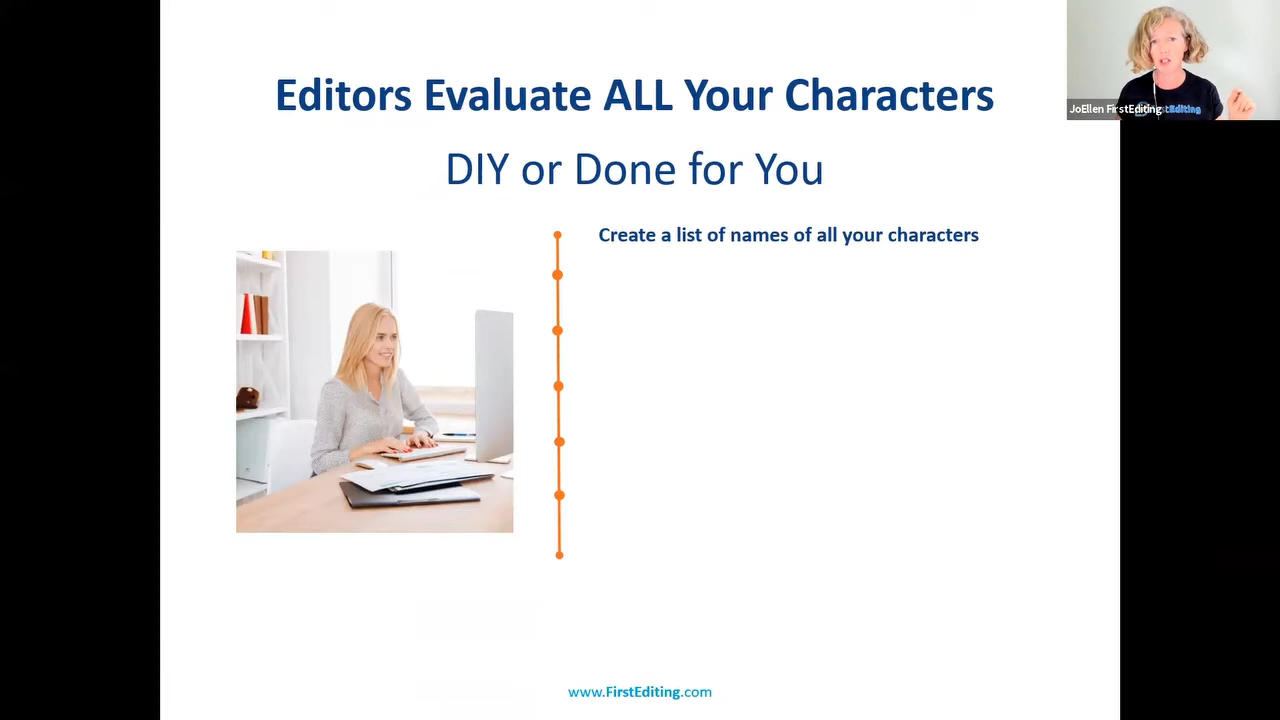 Editors Evaluate ALL Your Characters
JoEllen FirstEditing
Editing
DIY or Done for You
Create a list of names of all your characters
www.FirstEditing.com